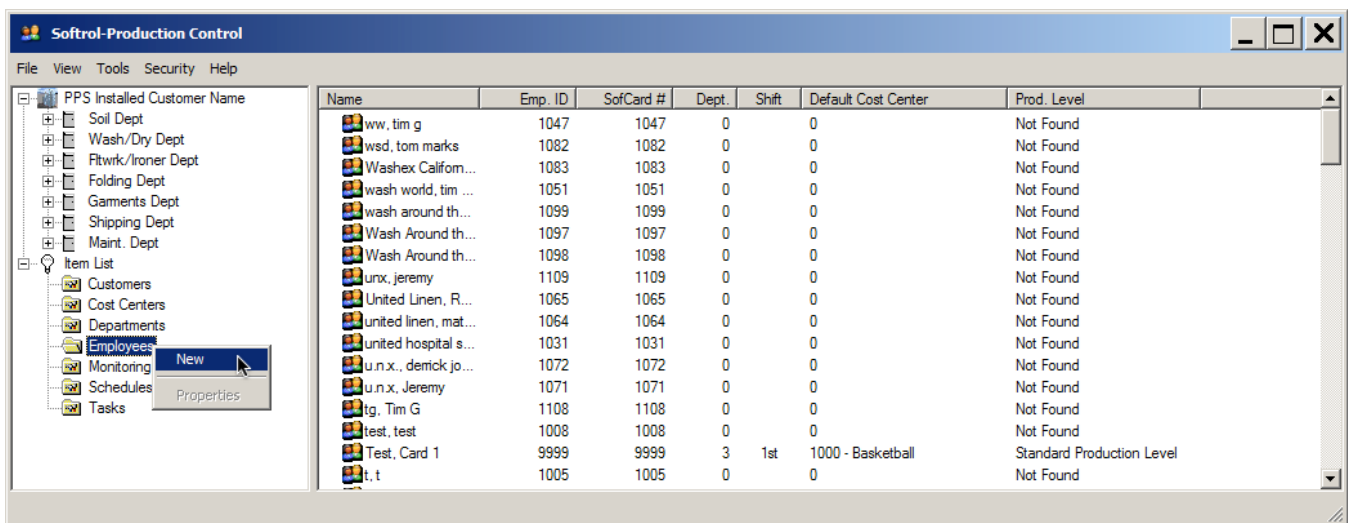 Softrol-Production Control
File View Tools Security Help
PPS Installed Customer Name
Soil Dept
Wash/Dry Dept
Fltwrk/Ironer Dept
Folding Dept
Garments Dept
Shipping Dept
Maint. Dept
Item List
Customers
Cost Centers
Departments
Employees
Monitoring
Schedules
Tasks
New
Properties
Name Emp. ID SofCard # Dept. Shift Default Cost Center Prod. Level
ww, tim g 1047 1047 0 0 Not Found
wsd, tom marks 1082 1082 0 0 Not Found
Washex Californ... 1083 1083 0 0 Not Found
wash world, tim ... 1051 1051 0 0 Not Found
wash around th... 1099 1099 0 0 Not Found
Wash Around th... 1097 1097 0 0 Not Found
Wash Around th... 1098 1098 0 0 Not Found
unx, jeremy 1109 1109 0 0 Not Found
United Linen, R... 1065 1065 0 0 Not Found
united linen, mat... 1064 1064 0 0 Not Found
united hospital s... 1031 1031 0 0 Not Found
u.n.x., derrick jo... 1072 1072 0 0 Not Found
u.n.x, Jeremy 1071 1071 0 0 Not Found
tg, Tim G 1108 1108 0 0 Not Found
test, test 1008 1008 0 0 Not Found
Test, Card 1 9999 9999 3 1st 1000 - Basketball Standard Production Level
t, t 1005 1005 0 0 Not Found